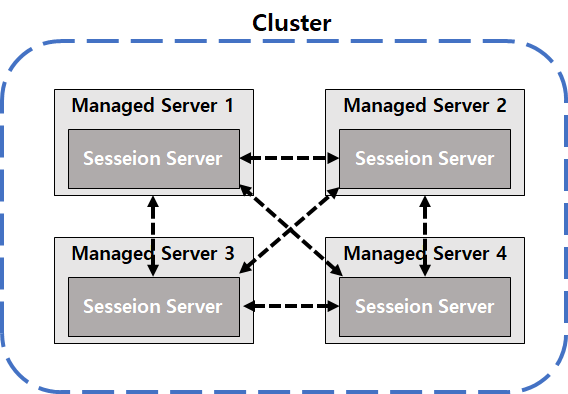 Cluster
Managed Server 1
Sesseion Server
Managed Server 2
Sesseion Server
Managed Server 3
Sesseion Server
Managed Server 4
Sesseion Server